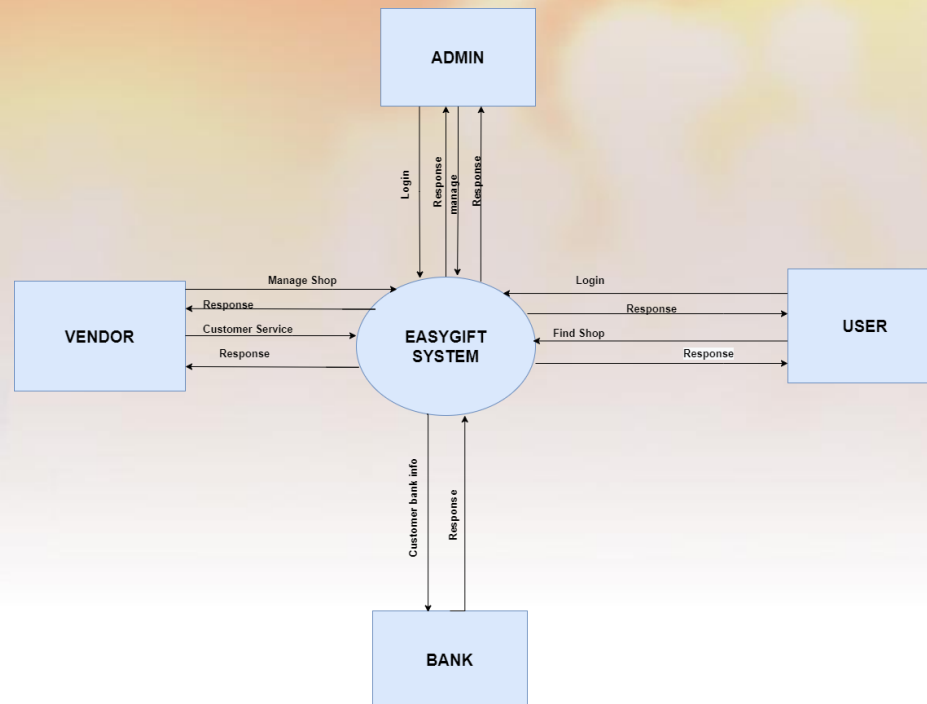 ADMIN
Login
Response
manage
Response
Manage Shop
Response
Customer Service
Response
VENDOR
EASYGIFT
SYSTEM
Login
Response
Find Shop
Response
USER
Customer bank info
Response
BANK